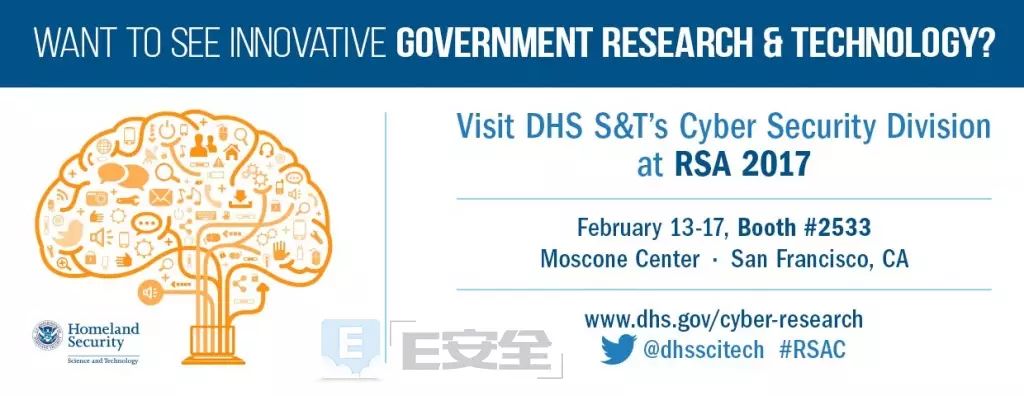 WANT TO SEE INNOVATIVE GOVERNMENT RESEARCH & TECHNOLOGY?
Visit DHS S&T's Cyber Security Division
at RSA 2017
February 13-17, Booth #2533
Moscone Center · San Francisco, CA
www.dhs.gov/cyber-research
@dhsscitech #RSAC
Homeland
Security
Science and Technology
E E安全